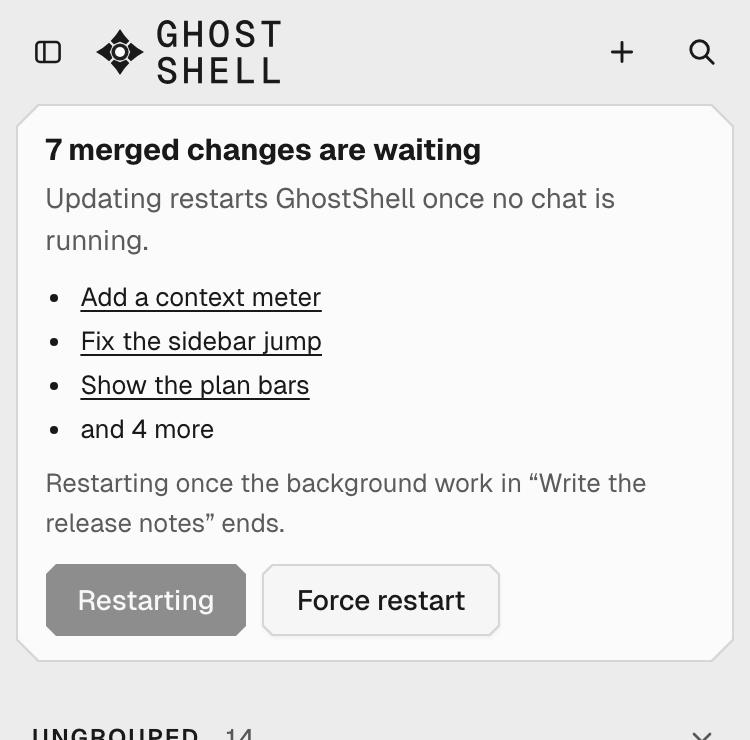 GHOST
SHELL
7 merged changes are waiting
Updating restarts GhostShell once no chat is
running.
• Add a context meter
• Fix the sidebar jump
• Show the plan bars
• and 4 more
Restarting once the background work in “Write the
release notes” ends.
Restarting
Force restart
UNGROUPED 14